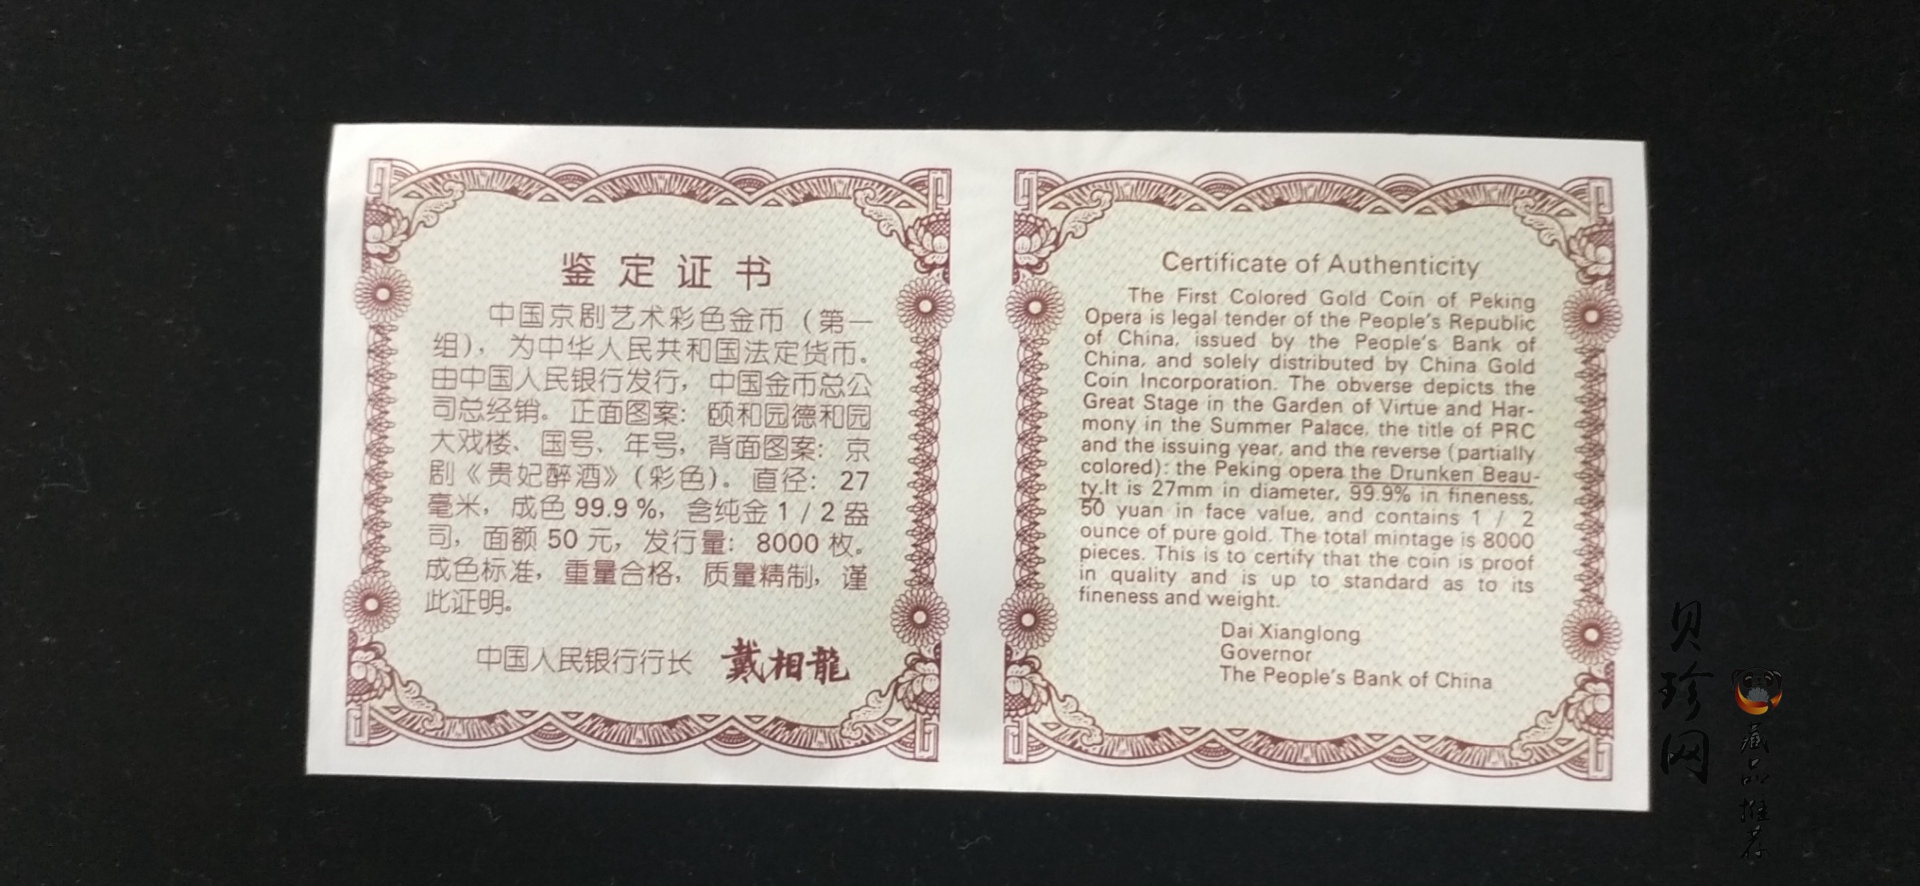 鉴定证书
中国京剧艺术彩色金币（第一
组），为中华人民共和国法定货币。
由中国人民银行发行，中国金币总公
司总经销。正面图案：颐和园德和园
大戏楼、国号、年号，背面图案：京
剧《贵妃醉酒》（彩色）。直径：27
毫米，成色99.9%，含纯金1/2盎
司，面额50元，发行量：8000枚。
成色标准，重量合格，质量精制，谨
此证明。
中国人民银行行长 戴相龍
Certificate of Authenticity
The First Colored Gold Coin of Peking
Opera is legal tender of the People's Republic
of China, issued by the People's Bank of
China, and solely distributed by China Gold
Coin Incorporation. The obverse depicts the
Great Stage in the Garden of Virtue and Har-
mony in the Summer Palace, the title of PRC
and the issuing year, and the reverse (partially
colored): the Peking opera the Drunken Beau-
ty.It is 27mm in diameter, 99.9% in fineness,
50 yuan in face value, and contains 1 / 2
ounce of pure gold. The total mintage is 8000
pieces. This is to certify that the coin is proof
in quality and is up to standard as to its
fineness and weight.
Dai Xianglong
Governor
The People's Bank of China
贝珍网
藏品推荐